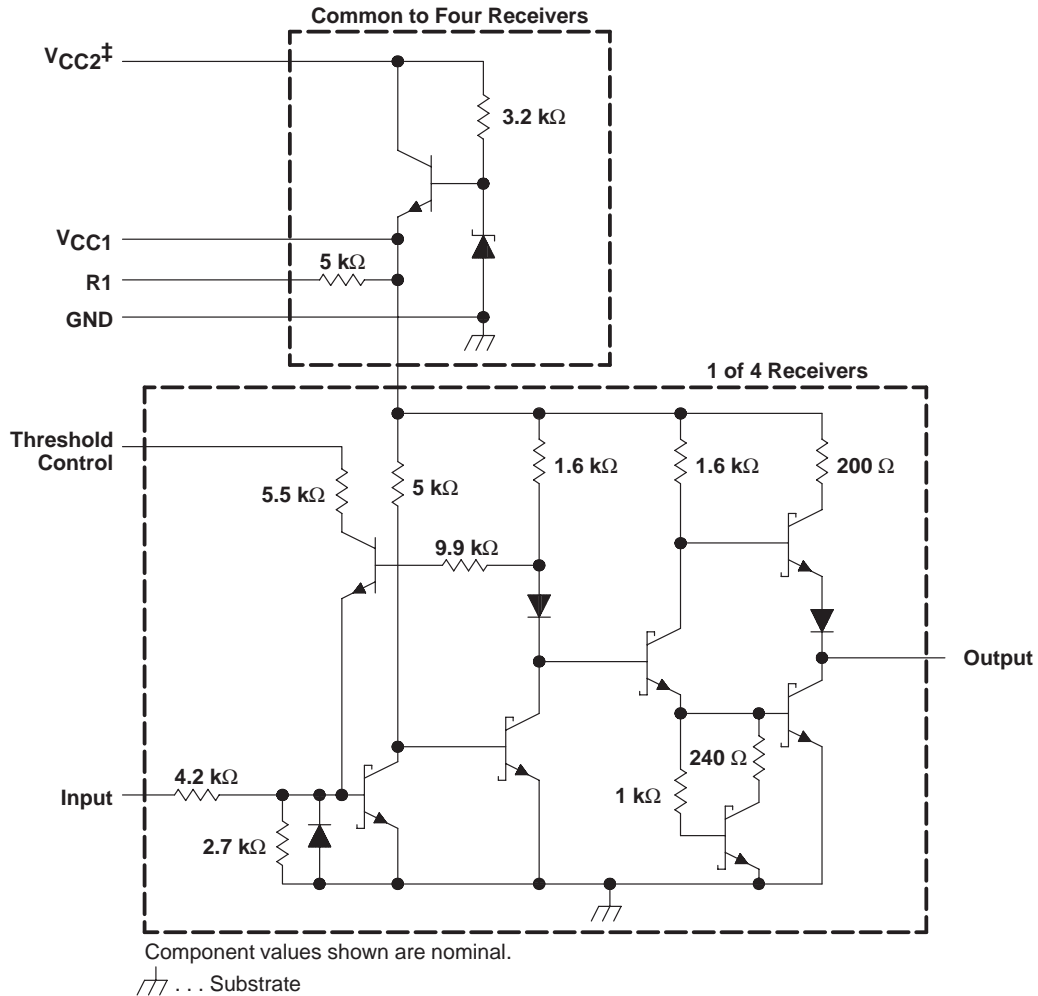 Common to Four Receivers
VCC2‡
3.2 kΩ
VCC1
5 kΩ
R1
GND
1 of 4 Receivers
Threshold
Control
5.5 kΩ
5 kΩ
1.6 kΩ
1.6 kΩ
200 Ω
9.9 kΩ
Output
4.2 kΩ
Input
2.7 kΩ
240 Ω
1 kΩ
Component values shown are nominal.
. . . Substrate